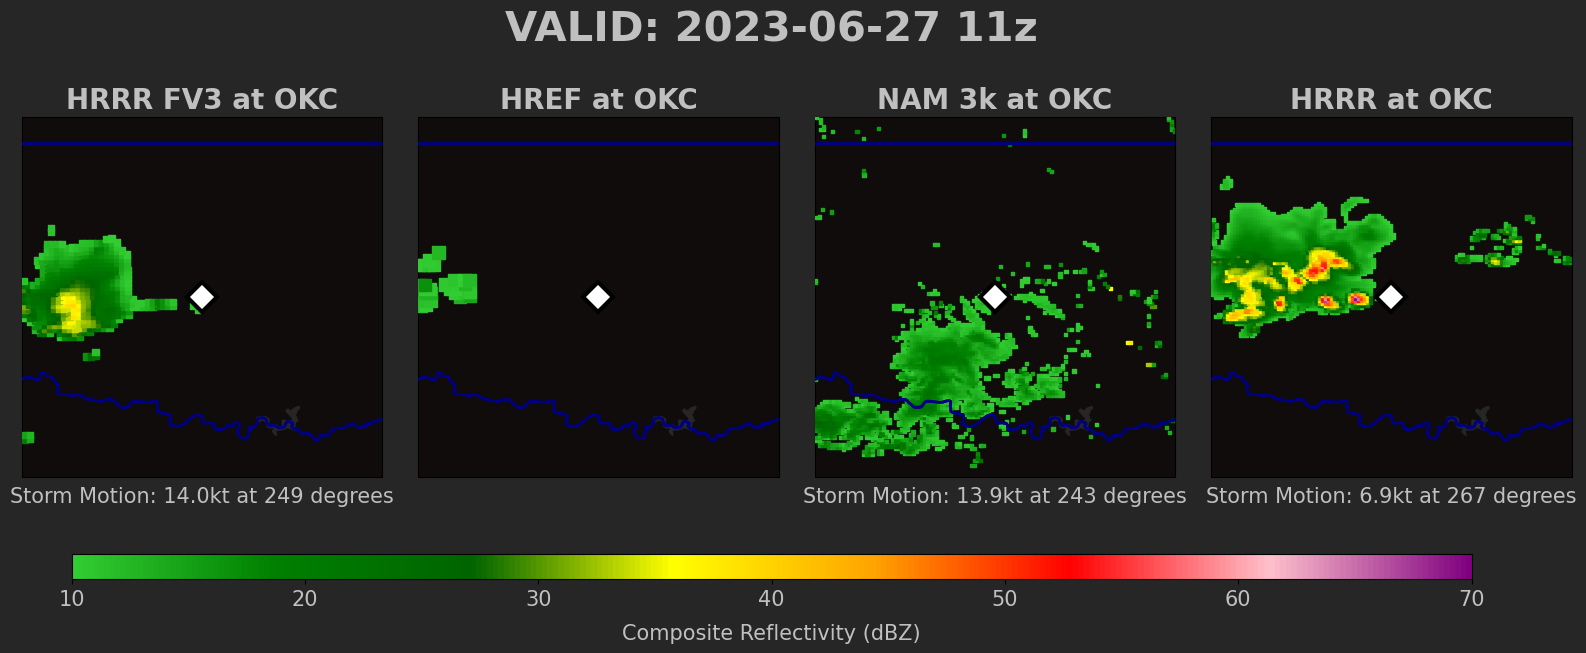 VALID: 2023-06-27 11z
HRRR FV3 at OKC
HREF at OKC
NAM 3k at OKC
HRRR at OKC
Storm Motion: 14.0kt at 249 degrees
Storm Motion: 13.9kt at 243 degrees
Storm Motion: 6.9kt at 267 degrees
10 20 30 40 50 60 70
Composite Reflectivity (dBZ)